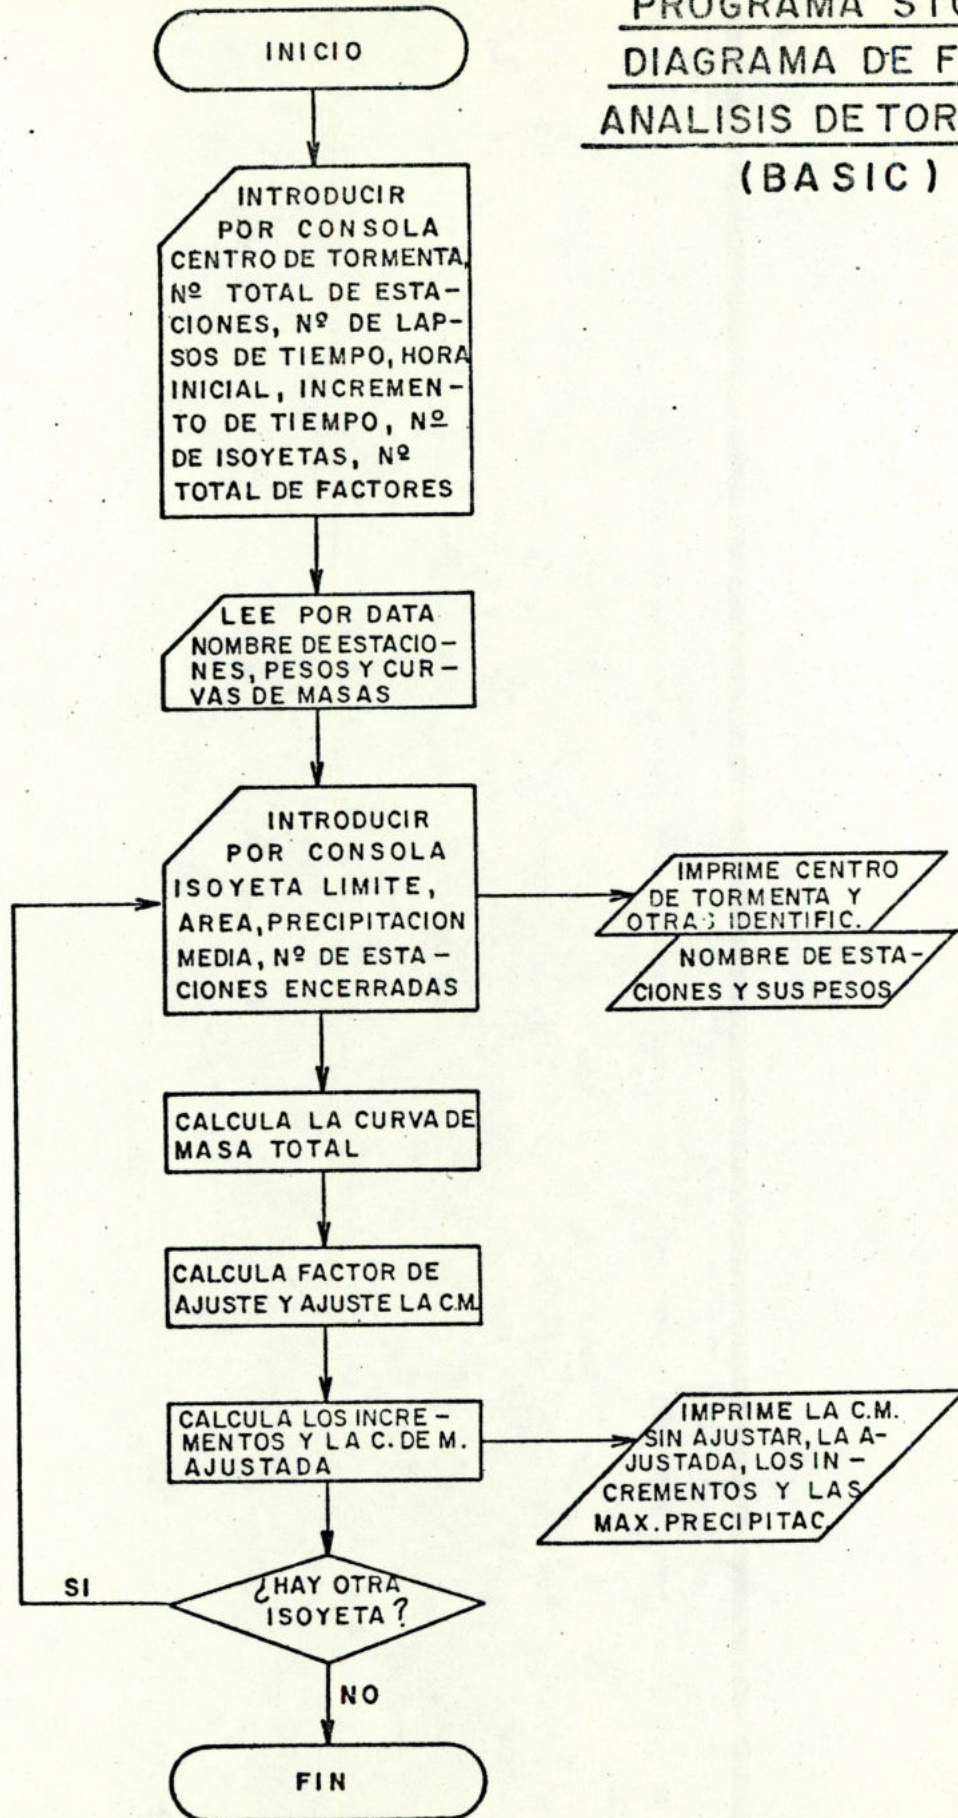 PROGRAMA
DIAGRAMA DE
ANALISIS DE
(BASIC)
INICIO
INTRODUCIR
POR CONSOLA
CENTRO DE TORMENTA,
Nº TOTAL DE ESTA-
CIONES, Nº DE LAP-
SOS DE TIEMPO, HORA
INICIAL, INCREMEN-
TO DE TIEMPO, Nº
DE ISOYETAS, Nº
TOTAL DE FACTORES
LEE POR DATA
NOMBRE DE ESTACIO-
NES, PESOS Y CUR-
VAS DE MASAS
INTRODUCIR
POR CONSOLA
ISOYETA LIMITE,
AREA, PRECIPITACION
MEDIA, Nº DE ESTA-
CIONES ENCERRADAS
IMPRIME CENTRO
DE TORMENTA Y
OTRAS IDENTIFIC.
NOMBRE DE ESTA-
CIONES Y SUS PESOS
CALCULA LA CURVA DE
MASA TOTAL
CALCULA FACTOR DE
AJUSTE Y AJUSTE LA C.M.
CALCULA LOS INCRE-
MENTOS Y LA C. DE M.
AJUSTADA
IMPRIME LA C.M.
SIN AJUSTAR, LA A-
JUSTADA, LOS IN-
CREMENTOS Y LAS
MAX. PRECIPITAC.
¿HAY OTRA
ISOYETA?
SI
NO
FIN